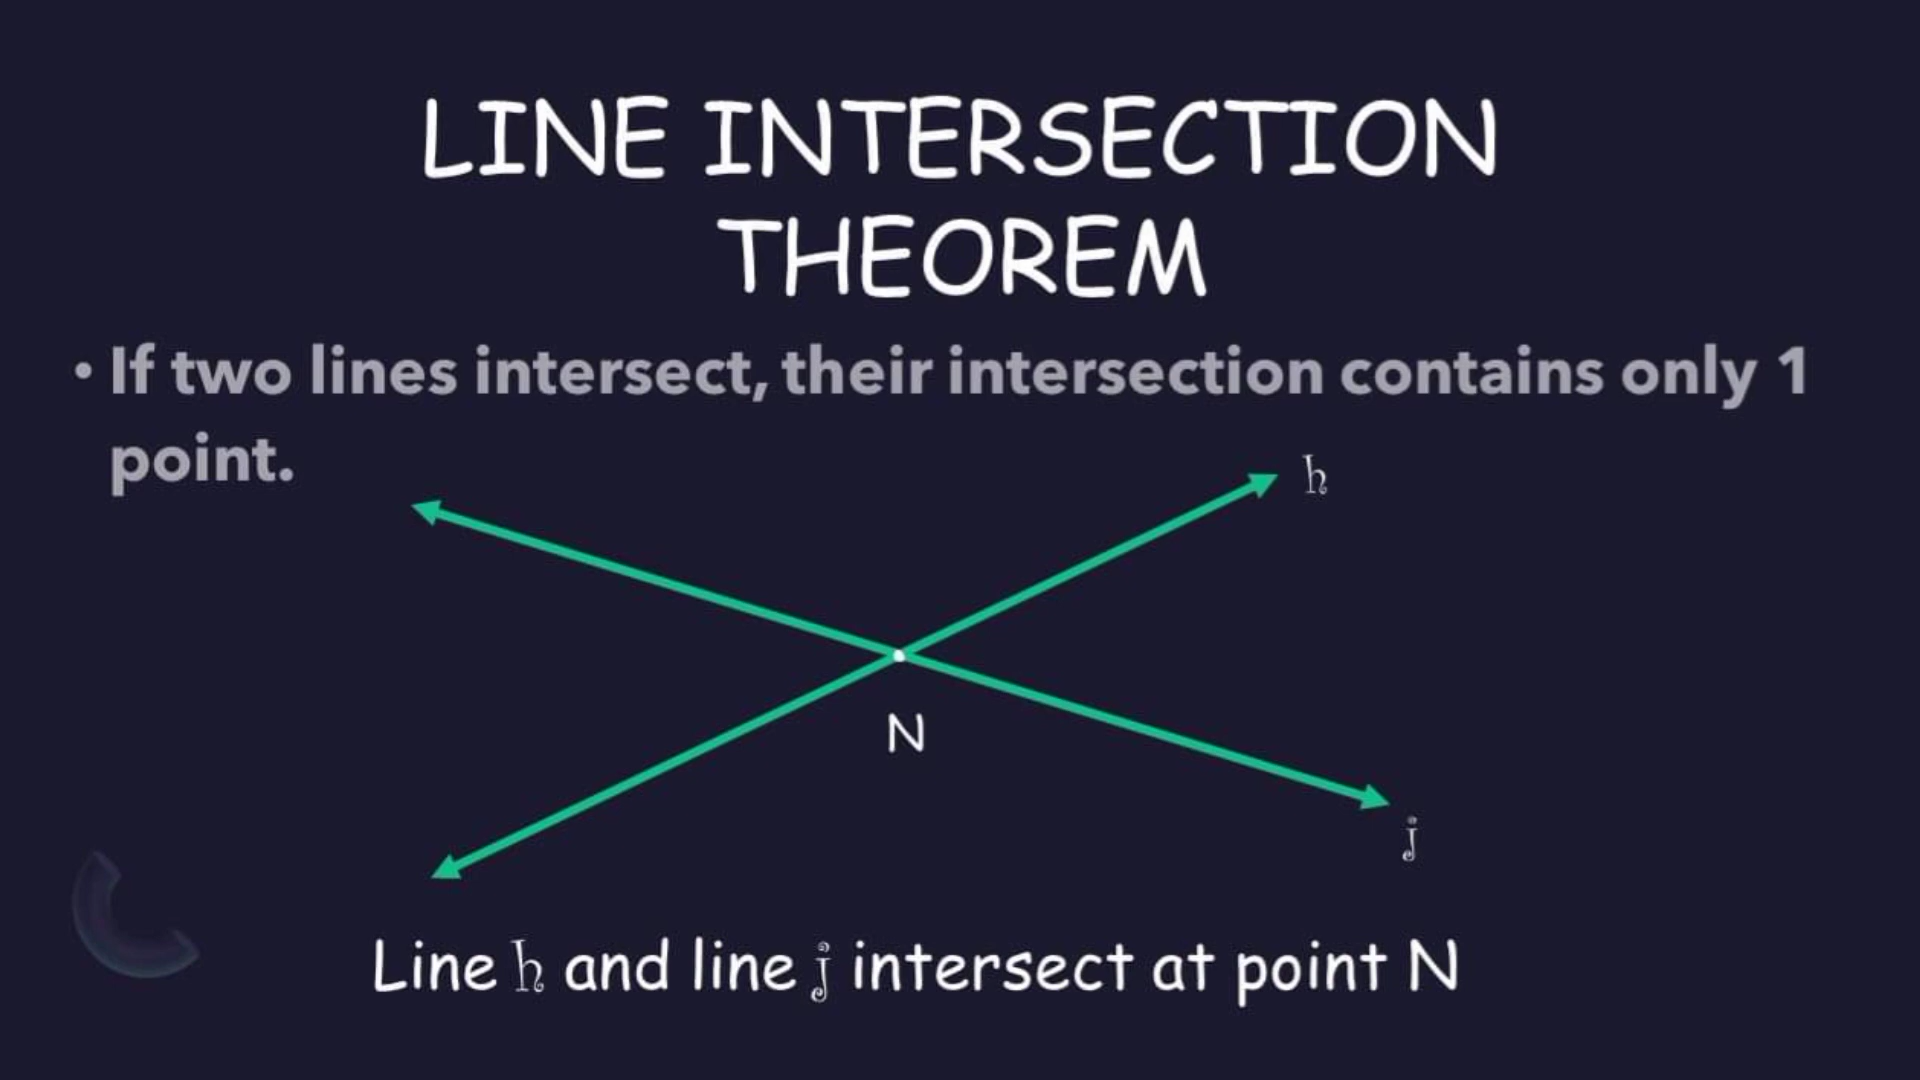 LINE INTERSECTION
THEOREM
• If two lines intersect, their intersection contains only 1
point.
h
N
j
Line h and line j intersect at point N